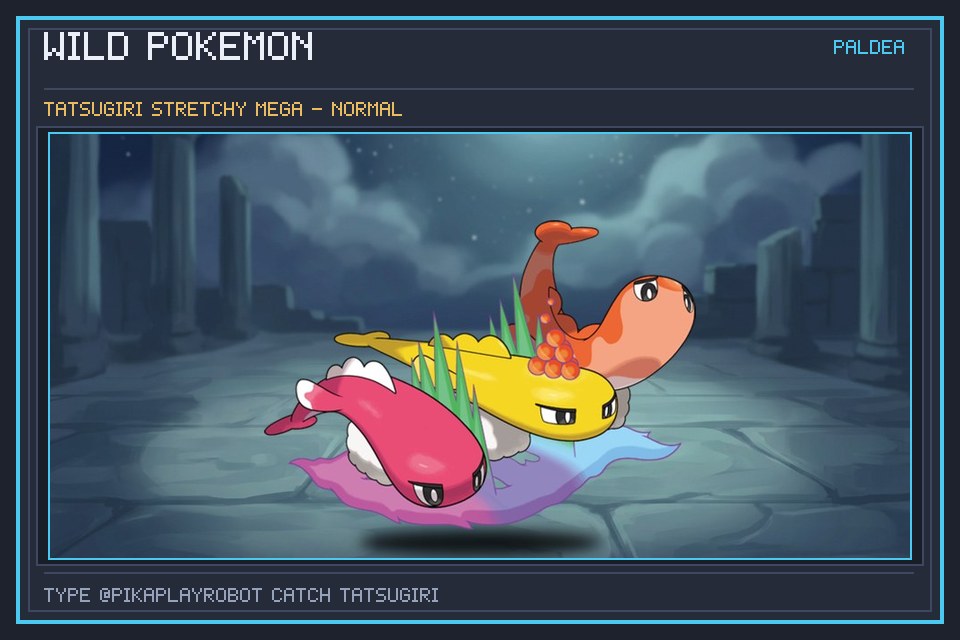 WILD POKEMON
PALDEA
TATSUGIRI STRETCHY MEGA - NORMAL
TYPE @PIKAPLAYROBOT CATCH TATSUGIRI